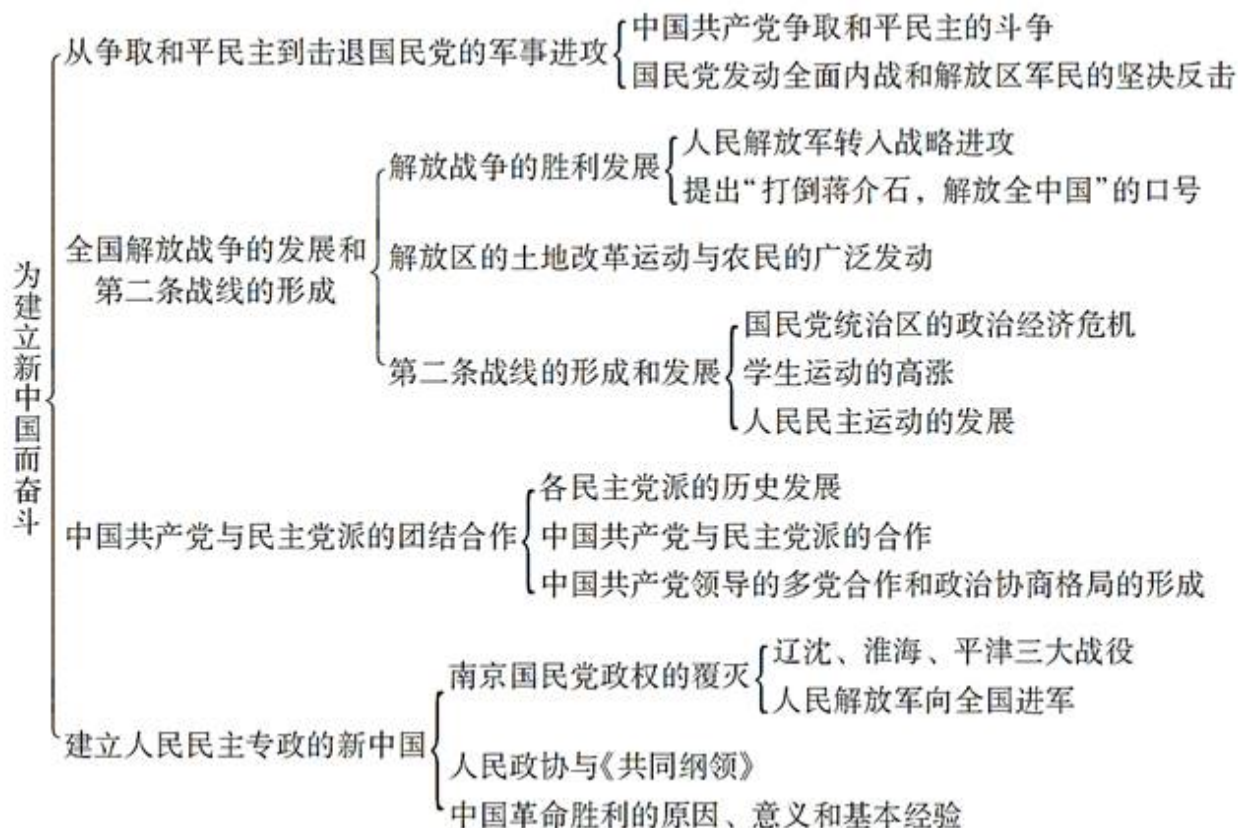 为建立新中国而奋斗
从争取和平民主到击退国民党的军事进攻
中国共产党争取和平民主的斗争
国民党发动全面内战和解放区军民的坚决反击
全国解放战争的发展和
第二条战线的形成
解放战争的胜利发展
人民解放军转入战略进攻
提出“打倒蒋介石，解放全中国”的口号
解放区的土地改革运动与农民的广泛发动
第二条战线的形成和发展
国民党统治区的政治经济危机
学生运动的高涨
人民民主运动的发展
中国共产党与民主党派的团结合作
各民主党派的历史发展
中国共产党与民主党派的合作
中国共产党领导的多党合作和政治协商格局的形成
建立人民民主专政的新中国
南京国民党政权的覆灭
辽沈、淮海、平津三大战役
人民解放军向全国进军
人民政协与《共同纲领》
中国革命胜利的原因、意义和基本经验